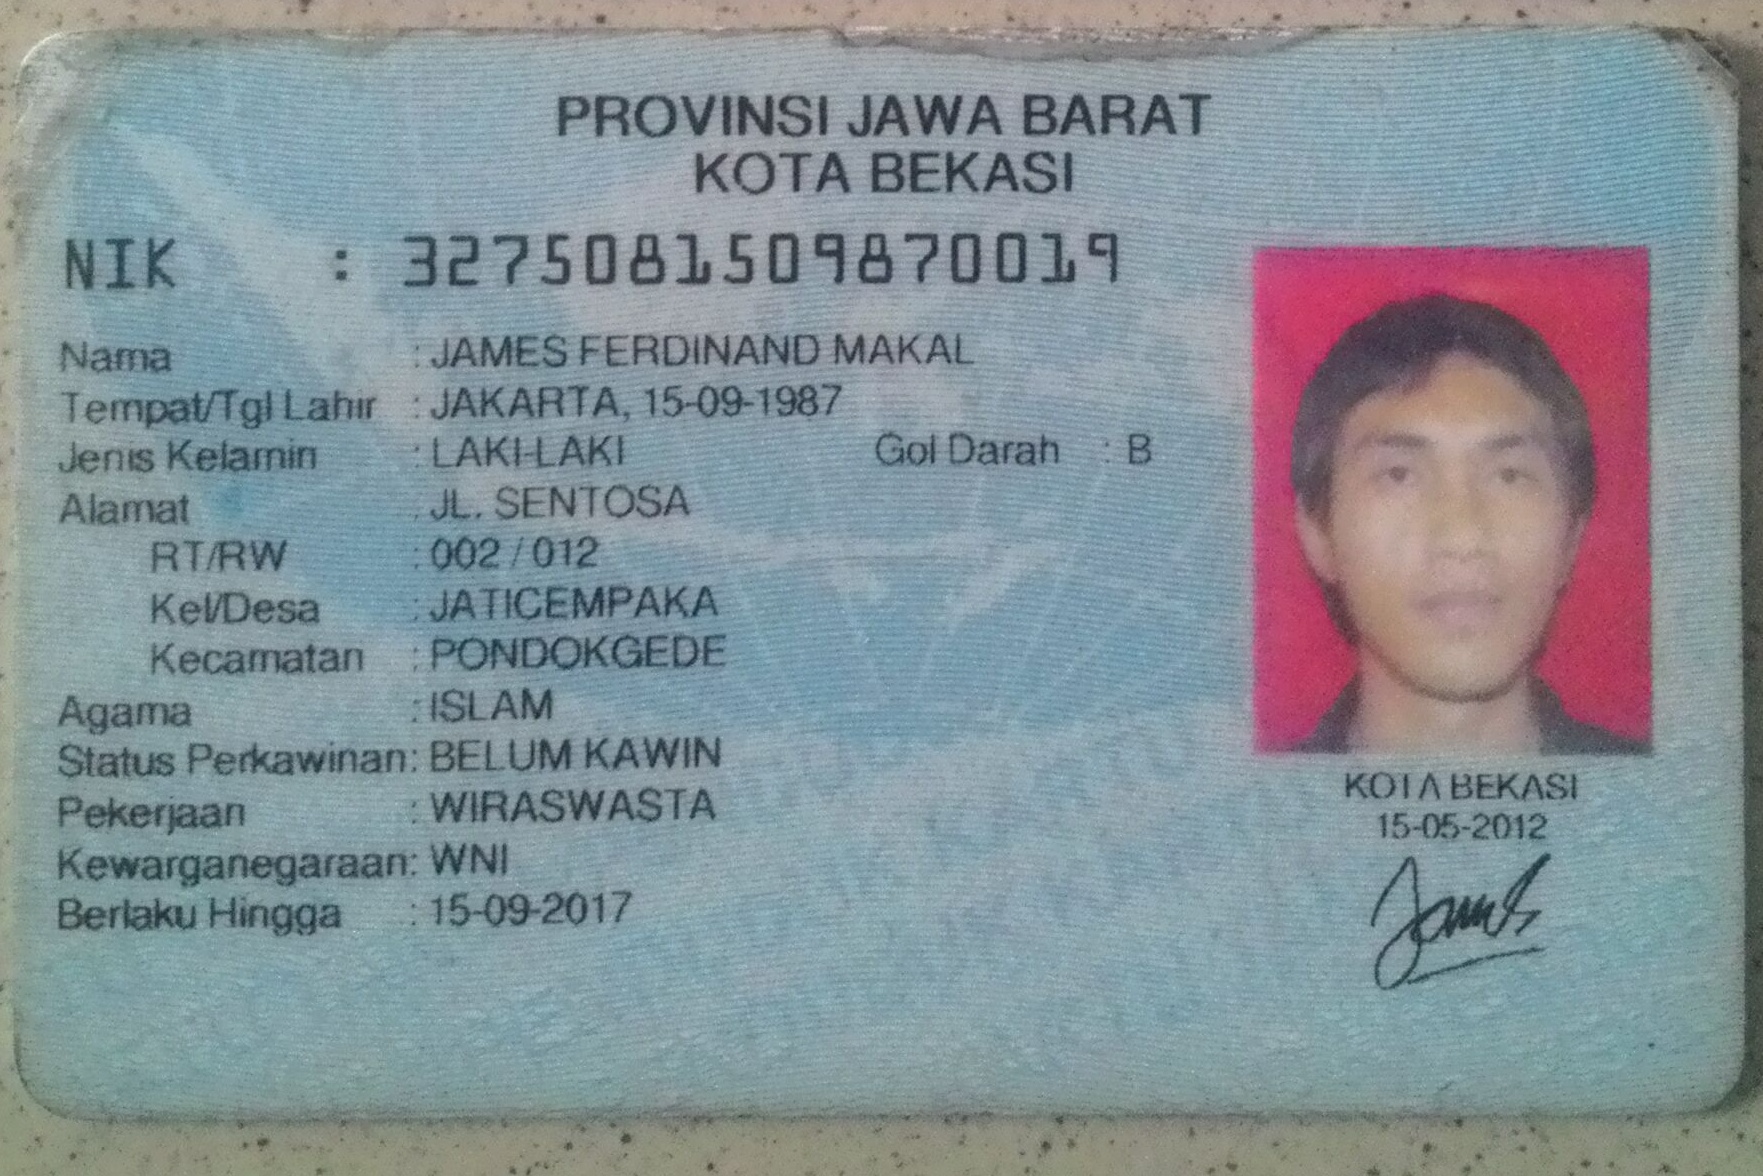 PROVINSI JAWA BARAT
KOTA BEKASI
NIK : 3275081509870019
Nama : JAMES FERDINAND MAKAL
Tempat/Tgl Lahir : JAKARTA, 15-09-1987
Jenis Kelamin : LAKI-LAKI Gol Darah : B
Alamat : JL. SENTOSA
RT/RW : 002 / 012
Kel/Desa : JATICEMPAKA
Kecamatan : PONDOKGEDE
Agama : ISLAM
Status Perkawinan: BELUM KAWIN
Pekerjaan : WIRASWASTA
Kewarganegaraan: WNI
Berlaku Hingga : 15-09-2017
KOTA BEKASI
15-05-2012
James